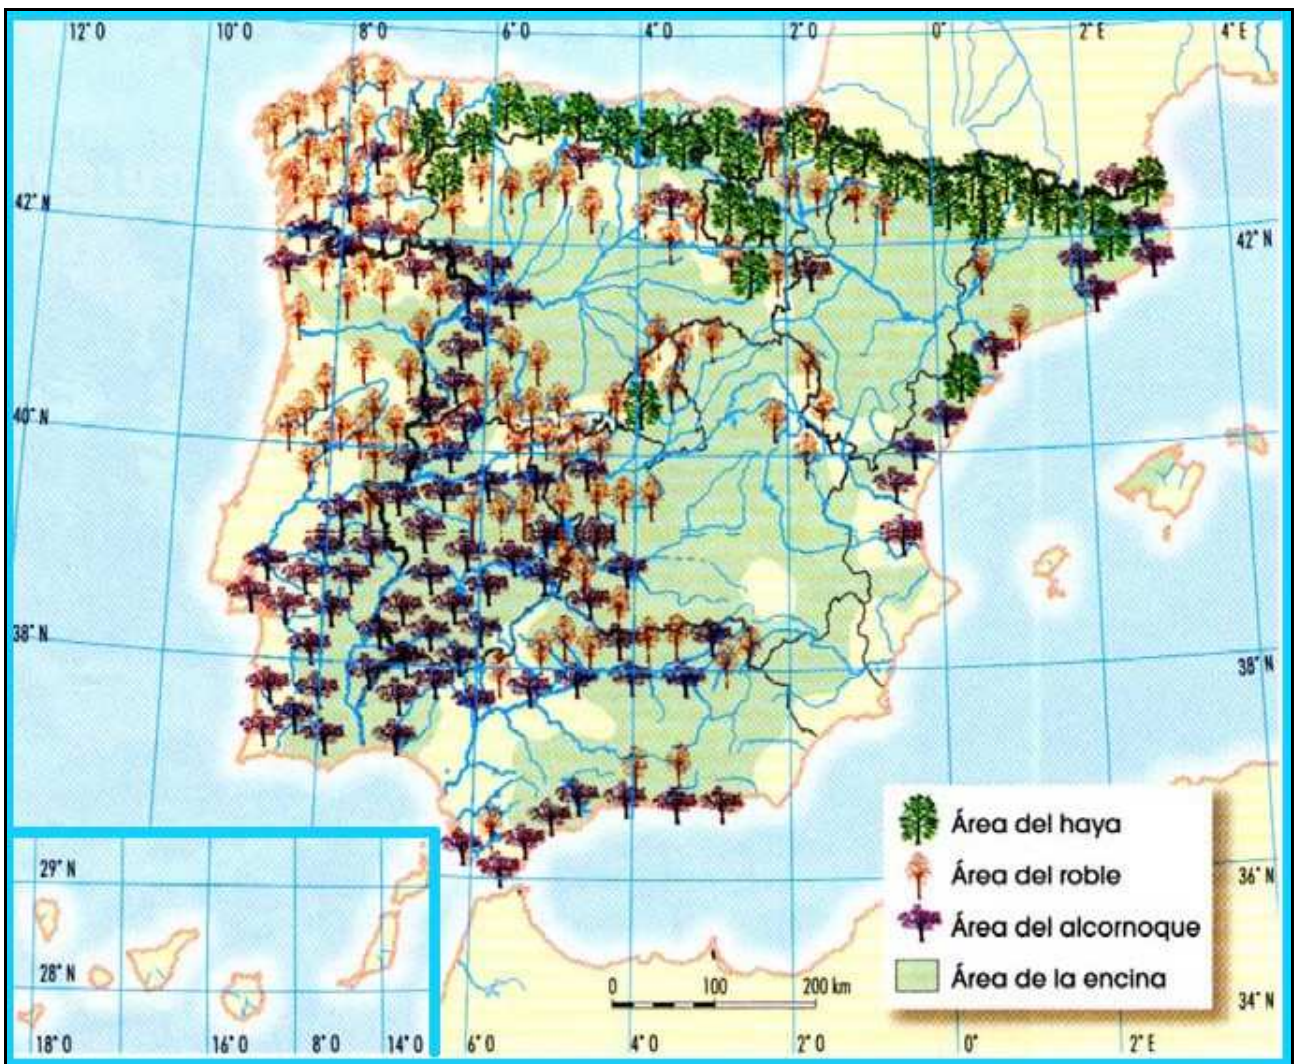 12° O
10° O
8° O
6° O
4° O
2° O
0°
2° E
4° E
42° N
42° N
40° N
38° N
38° N
Área del haya
Área del roble
Área del alcornoque
Área de la encina
36° N
34° N
29° N
28° N
0 100 200 km
18° O
16° O
8° O
14° O
6° O
4° O
2° O
0°
2° E